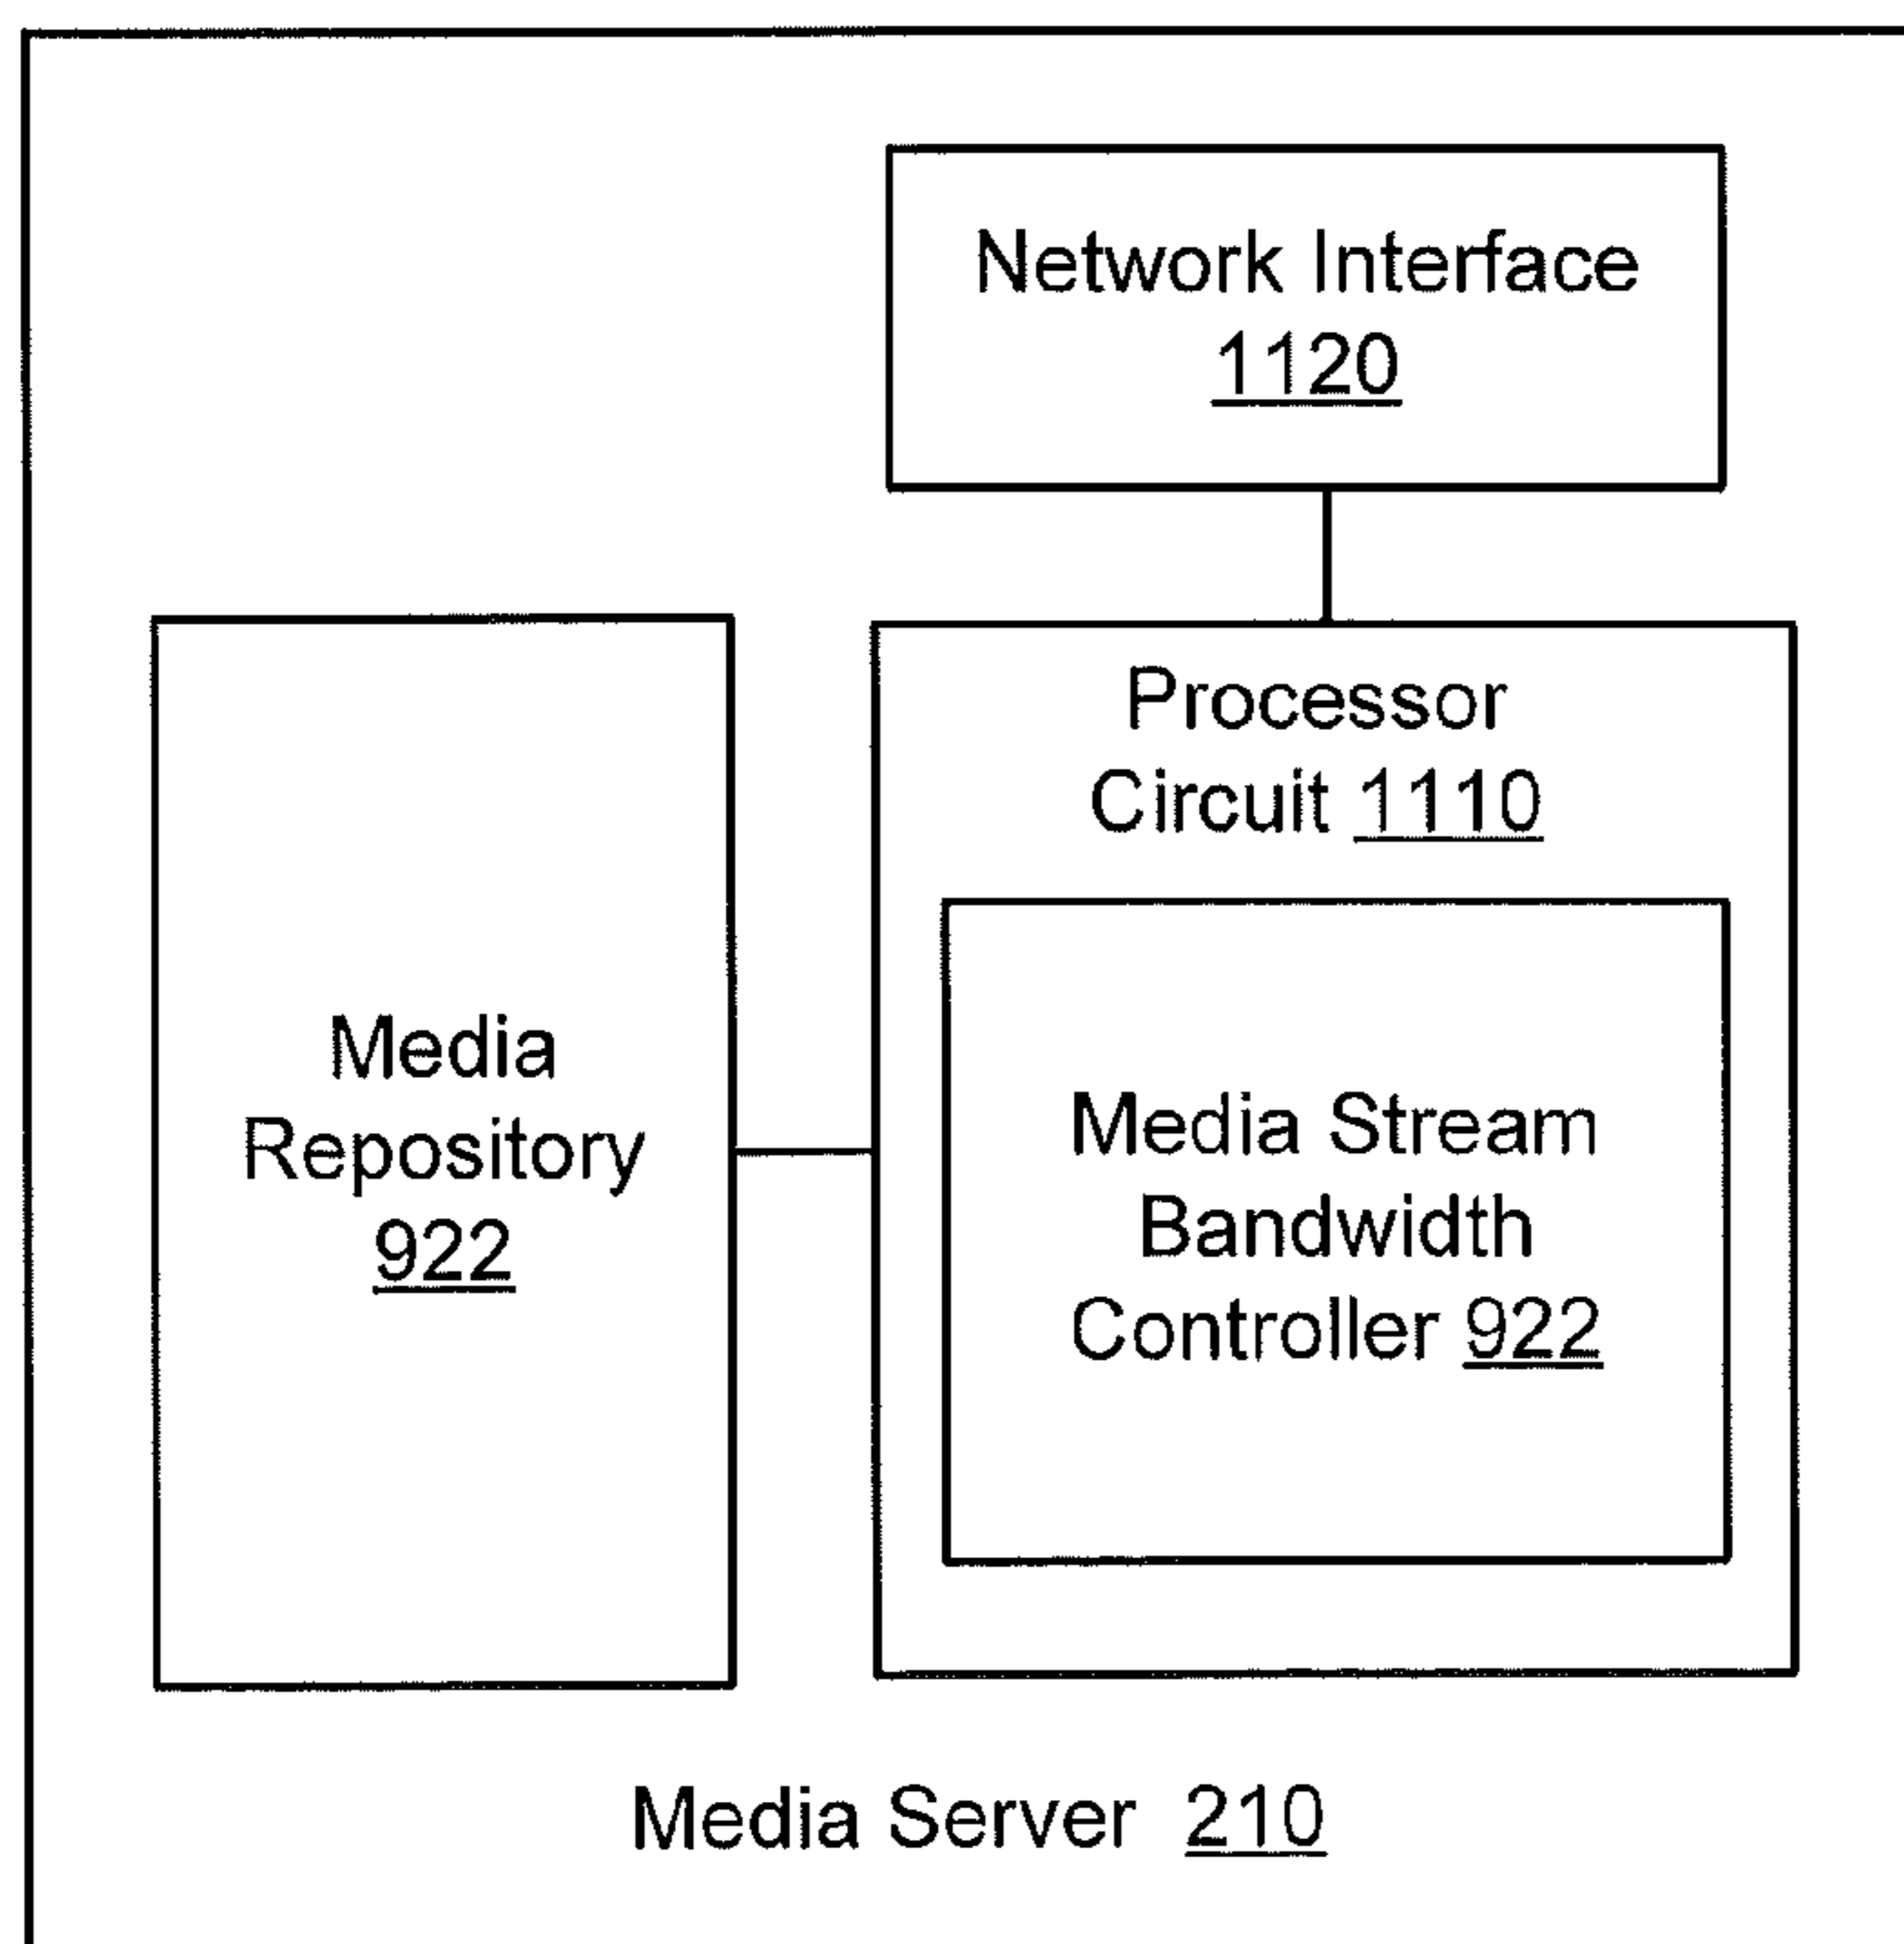 Network Interface
1120
Processor
Circuit 1110
Media
Repository
922
Media Stream
Bandwidth
Controller 922
Media Server 210